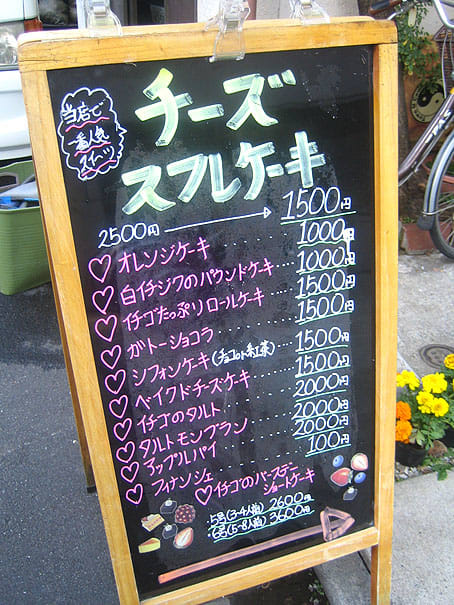 当店で
一番人気
スイーツ
チーズ
スフレケーキ
2500円 → 1500円
♡オレンジケーキ … 1000円
♡白イチジクのパウンドケーキ … 1000円
♡イチゴたっぷりロールケーキ … 1500円
♡ガトーショコラ … 1500円
♡シフォンケーキ(チョコor紅茶) … 1500円
♡ベイクドチーズケーキ … 1500円
♡イチゴのタルト … 2000円
♡タルトモンブラン … 2000円
♡アップルパイ … 2000円
♡フィナンシェ … 100円
♡イチゴのバースデー
ショートケーキ
・5号(3-4人用) 2600円
・6号(5-8人用) 3600円